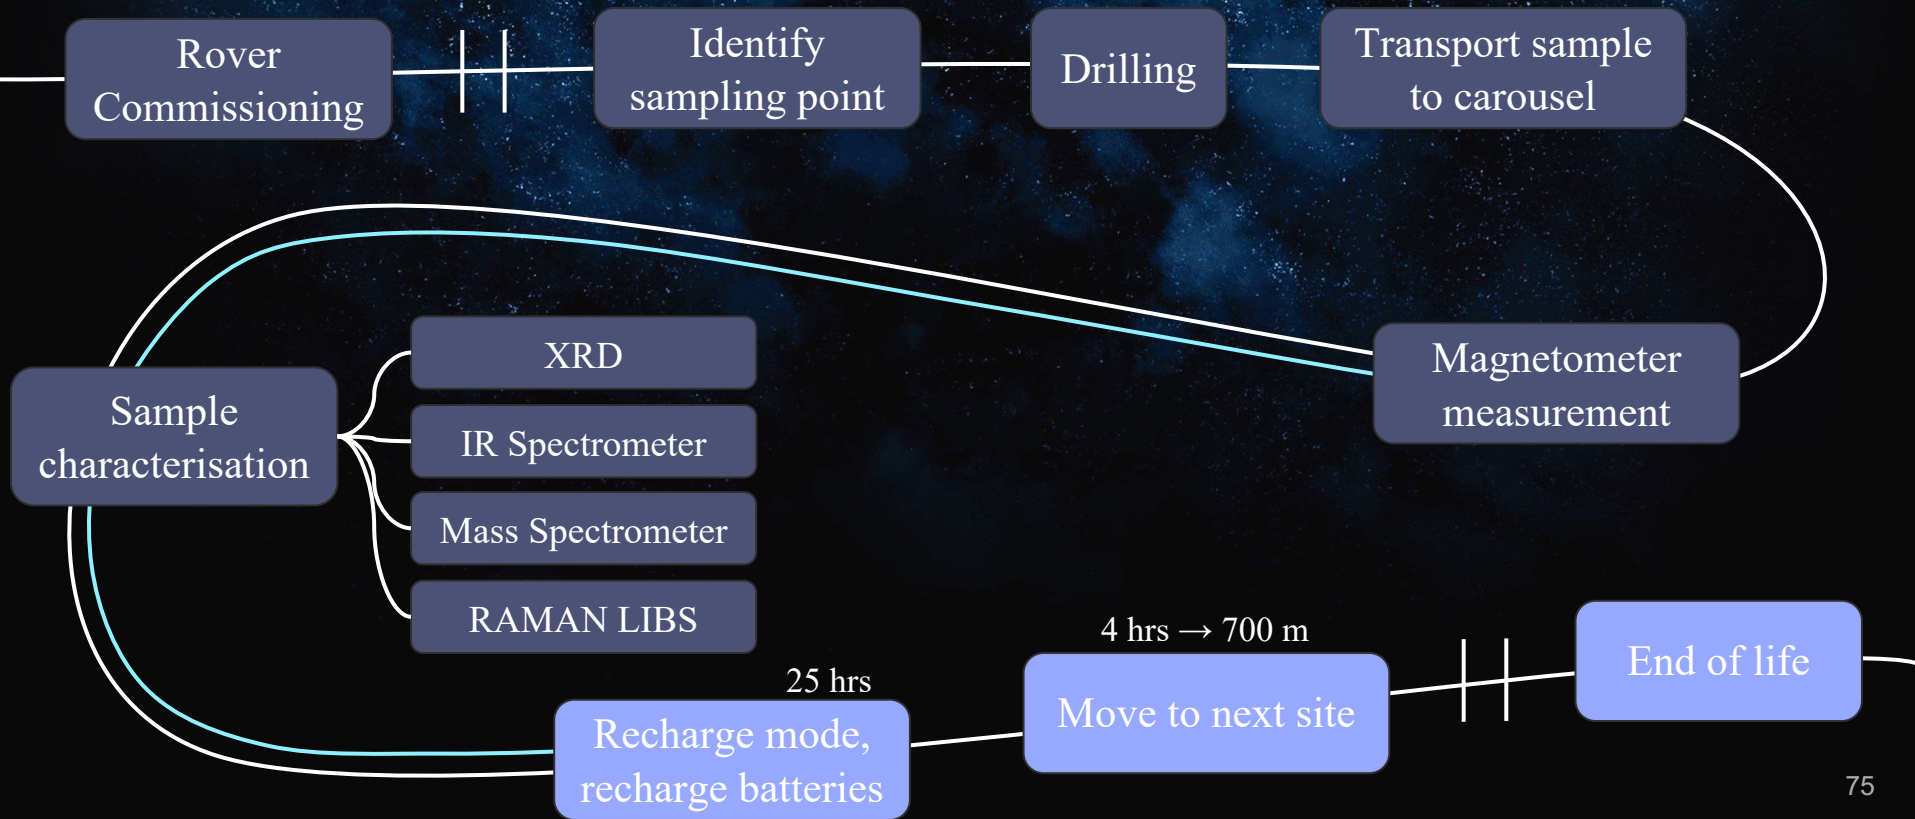 Rover
Commissioning
Identify
sampling point
Drilling
Transport sample
to carousel
Magnetometer
measurement
Sample
characterisation
XRD
IR Spectrometer
Mass Spectrometer
RAMAN LIBS
25 hrs
Recharge mode,
recharge batteries
4 hrs → 700 m
Move to next site
End of life
75